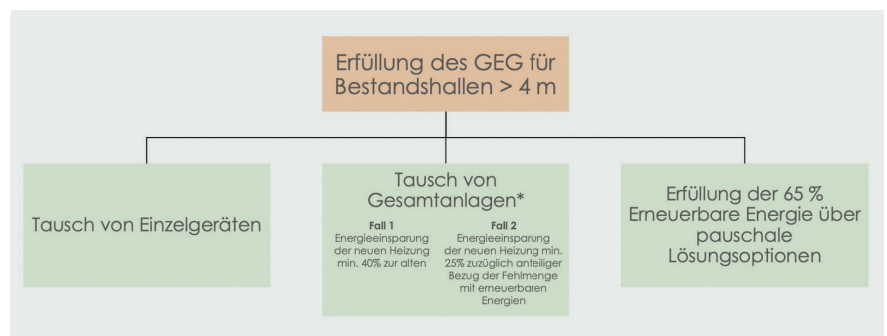 Erfüllung des GEG für
Bestandshallen > 4 m
Tausch von Einzelgeräten
Tausch von
Gesamtanlagen*
Fall 1
Energieeinsparung
der neuen Heizung
min. 40% zur alten
Fall 2
Energieeinsparung
der neuen Heizung min.
25% zuzüglich anteiliger
Bezug der Fehlmenge
mit erneuerbaren
Energien
Erfüllung der 65 %
Erneuerbare Energie über
pauschale
Lösungsoptionen